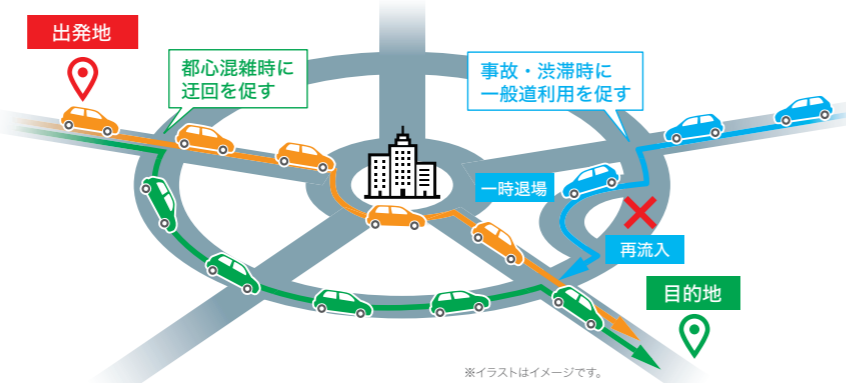 出発地
都心混雑時に
迂回を促す
事故・渋滞時に
一般道利用を促す
一時退場
再流入
目的地
※イラストはイメージです。